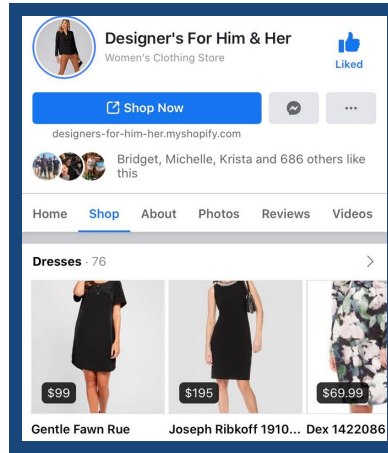 Designer's For Him & Her
Women's Clothing Store
Liked
Shop Now
designers-for-him-her.myshopify.com
Bridget, Michelle, Krista and 686 others like
this
Home Shop About Photos Reviews Videos
Dresses · 76
$99 $195 $69.99
Gentle Fawn Rue Joseph Ribkoff 1910... Dex 1422086